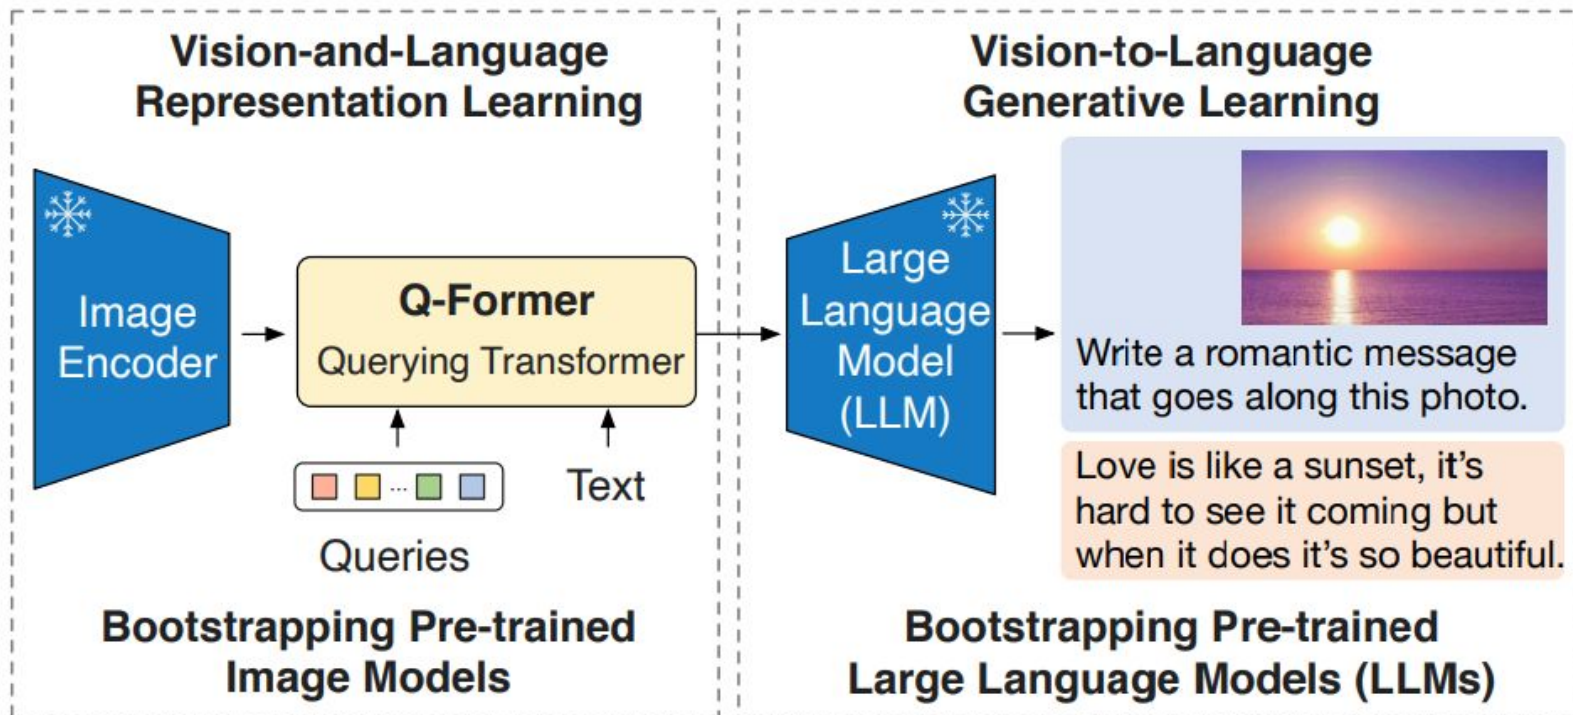 Vision-and-Language
Representation Learning
Image
Encoder
Q-Former
Querying Transformer
...
Queries
Text
Bootstrapping Pre-trained
Image Models
Vision-to-Language
Generative Learning
Large
Language
Model
(LLM)
Write a romantic message
that goes along this photo.
Love is like a sunset, it's
hard to see it coming but
when it does it's so beautiful.
Bootstrapping Pre-trained
Large Language Models (LLMs)